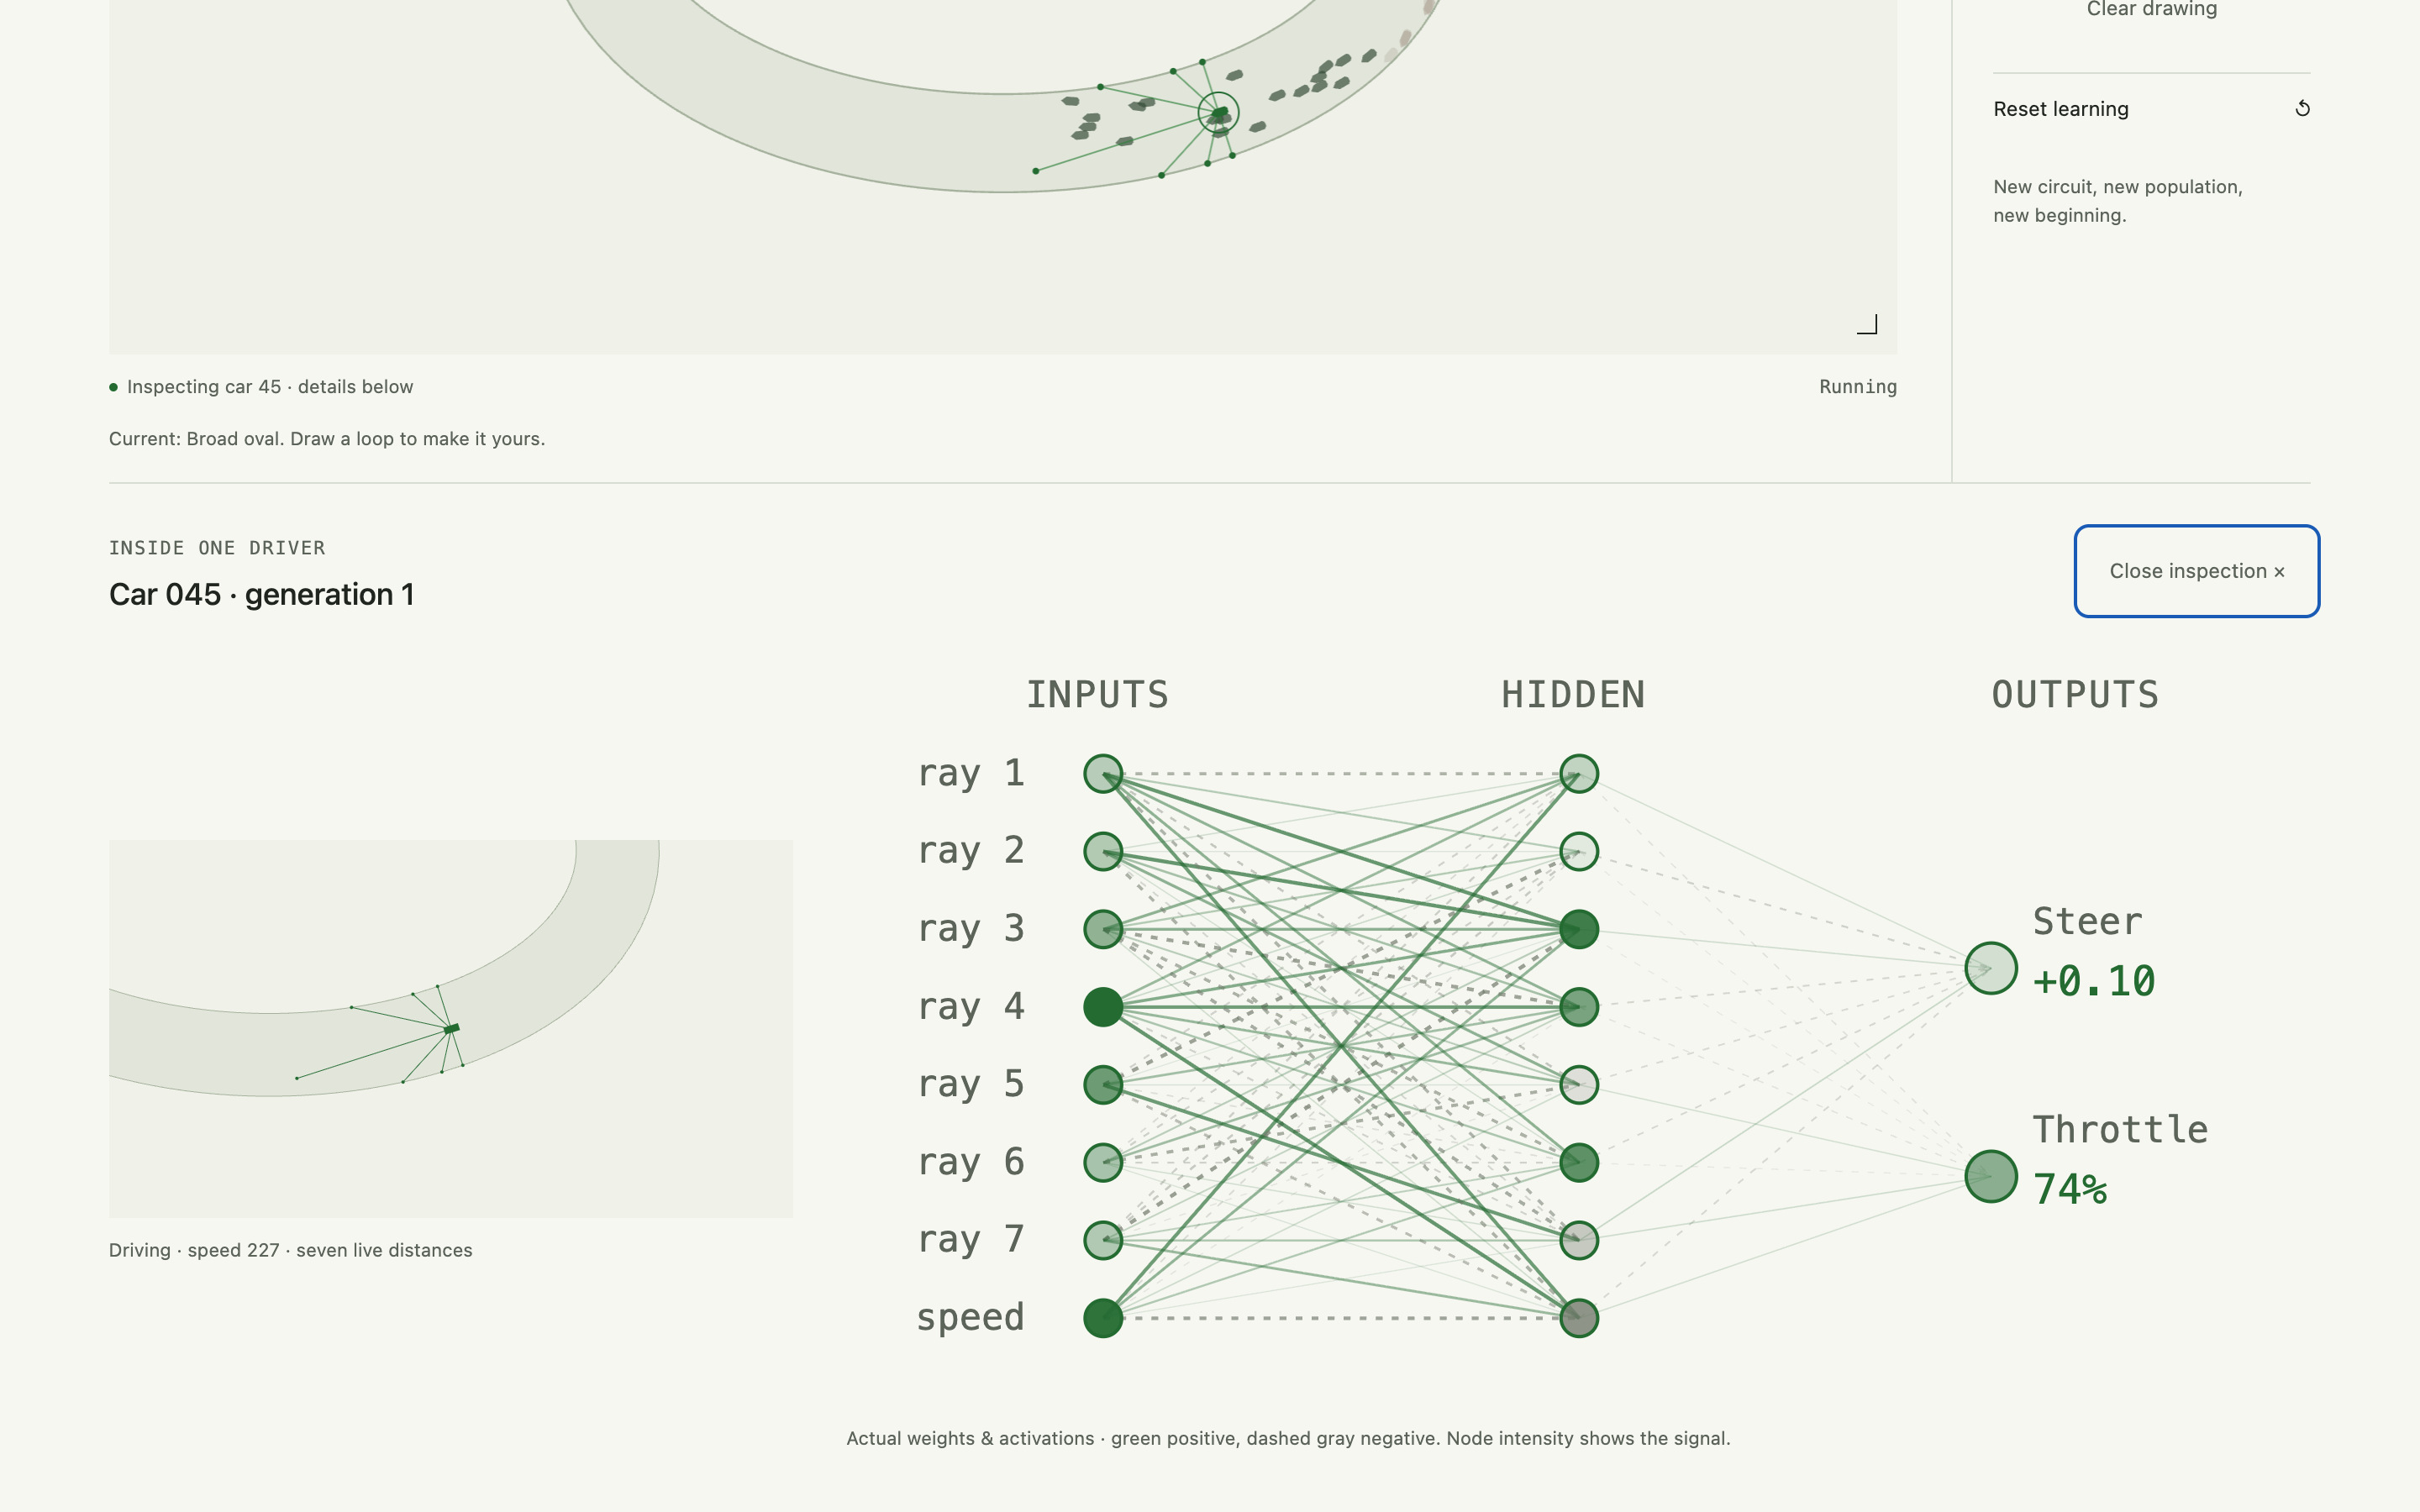 Clear drawing
Reset learning ↺
New circuit, new population,
new beginning.
Inspecting car 45 · details below
Running
Current: Broad oval. Draw a loop to make it yours.
INSIDE ONE DRIVER
Car 045 · generation 1
Close inspection ×
INPUTS
HIDDEN
OUTPUTS
ray 1
ray 2
ray 3
ray 4
ray 5
ray 6
ray 7
speed
Steer
+0.10
Throttle
74%
Driving · speed 227 · seven live distances
Actual weights & activations · green positive, dashed gray negative. Node intensity shows the signal.